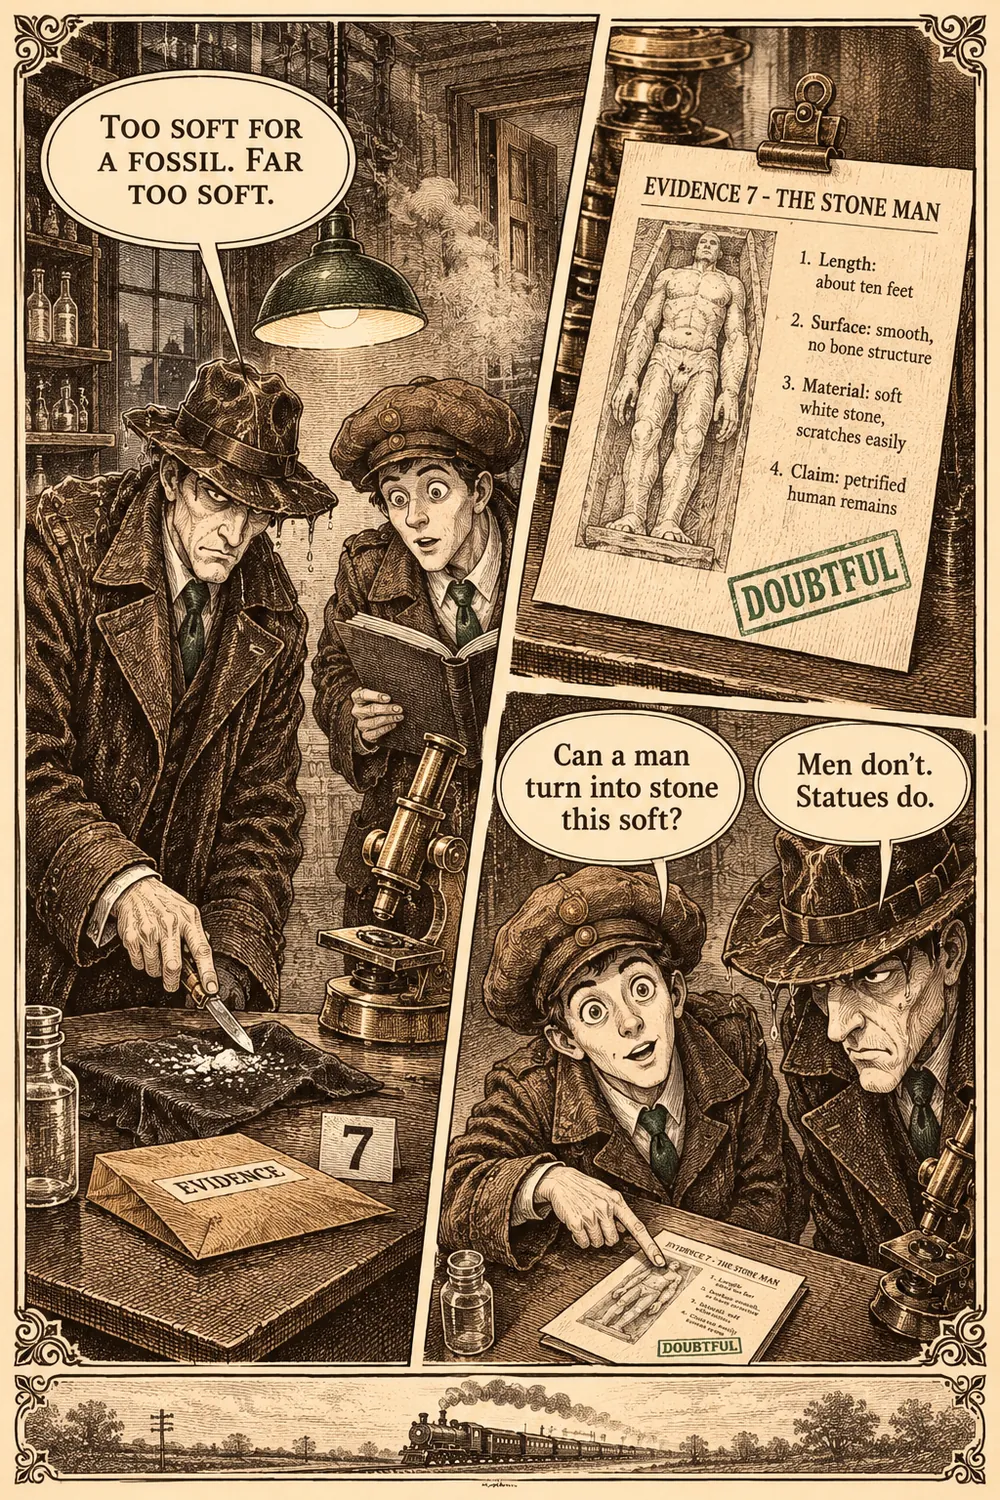 TOO SOFT FOR
A FOSSIL. FAR
TOO SOFT.
EVIDENCE 7 - THE STONE MAN
1. Length:
about ten feet
2. Surface: smooth,
no bone structure
3. Material: soft
white stone,
scratches easily
4. Claim: petrified
human remains
DOUBTFUL
7
EVIDENCE
Can a man
turn into stone
this soft?
Men don't.
Statues do.
EVIDENCE 7 - THE STONE MAN
DOUBTFUL